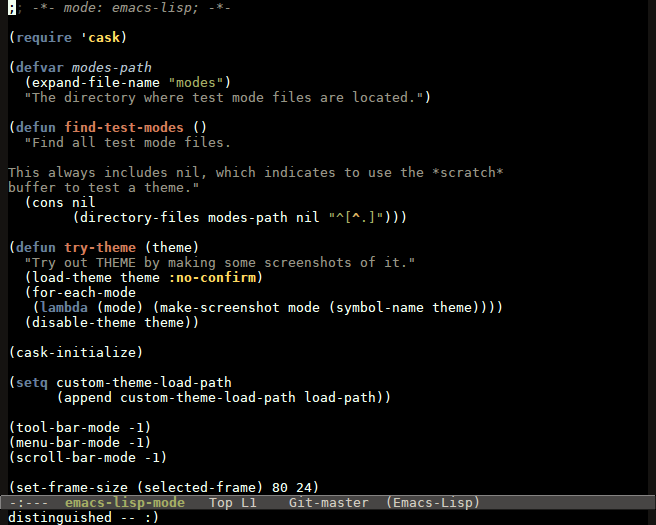 ;; -*- mode: emacs-lisp; -*-

(require 'cask)

(defvar modes-path
  (expand-file-name "modes")
  "The directory where test mode files are located.")

(defun find-test-modes ()
  "Find all test mode files.

This always includes nil, which indicates to use the *scratch*
buffer to test a theme."
  (cons nil
        (directory-files modes-path nil "^[^.]")))

(defun try-theme (theme)
  "Try out THEME by making some screenshots of it."
  (load-theme theme :no-confirm)
  (for-each-mode
   (lambda (mode) (make-screenshot mode (symbol-name theme))))
  (disable-theme theme))

(cask-initialize)

(setq custom-theme-load-path
      (append custom-theme-load-path load-path))

(tool-bar-mode -1)
(menu-bar-mode -1)
(scroll-bar-mode -1)

(set-frame-size (selected-frame) 80 24)
-:---  emacs-lisp-mode   Top L1    Git-master  (Emacs-Lisp)
distinguished -- :)